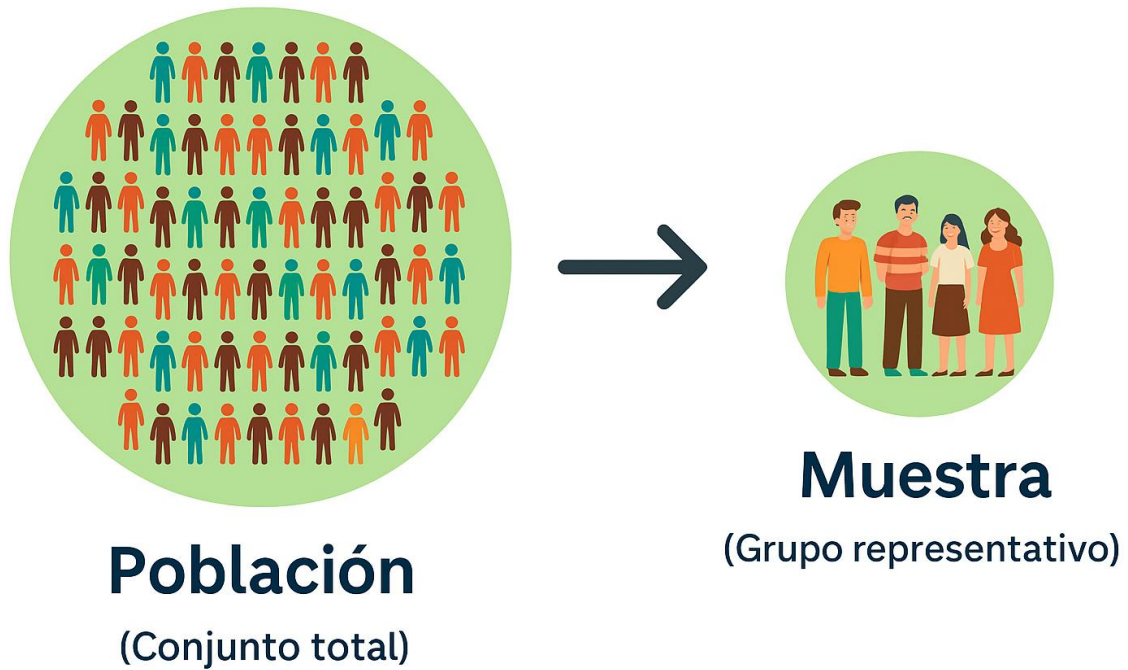 Población
(Conjunto total)
Muestra
(Grupo representativo)